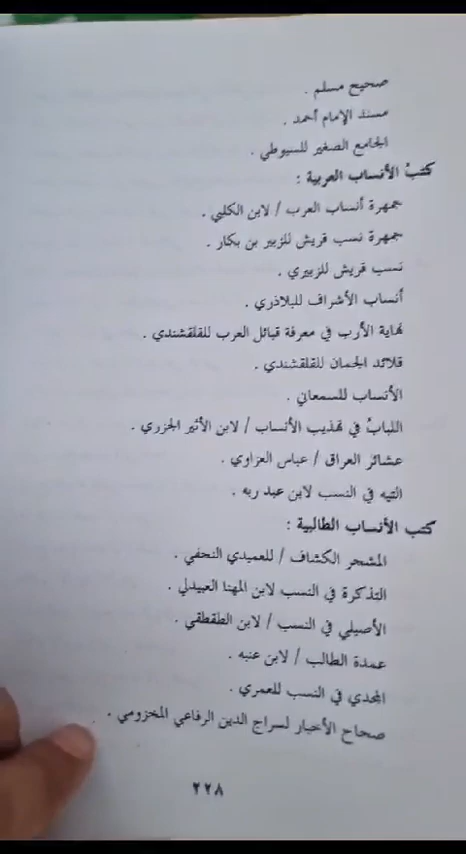 صحيح مسلم .
مسند الإمام أحمد .
الجامع الصغير للسيوطي .
كتبُ الأنساب العربية :
جمهرة أنساب العرب / لابن الكلبي .
جمهرة نسب قريش للزبير بن بكار .
نسب قريش للزبيري .
أنساب الأشراف للبلاذري .
نهاية الأرب في معرفة قبائل العرب للقلقشندي .
قلائد الجمان للقلقشندي .
الأنساب للسمعاني .
اللبابُ في تهذيب الأنساب / لابن الأثير الجزري .
عشائر العراق / عباس العزاوي .
التيه في النسب لابن عبد ربه .
كتب الأنساب الطالبية :
المشجر الكشاف / للعميدي النجفي .
التذكرة في النسب لابن المهنا العبيدلي .
الأصيلي في النسب / لابن الطقطقي .
عمدة الطالب / لابن عنبه .
المجدي في النسب للعمري .
صحاح الأخبار لسراج الدين الرفاعي المخزومي .
٢٢٨